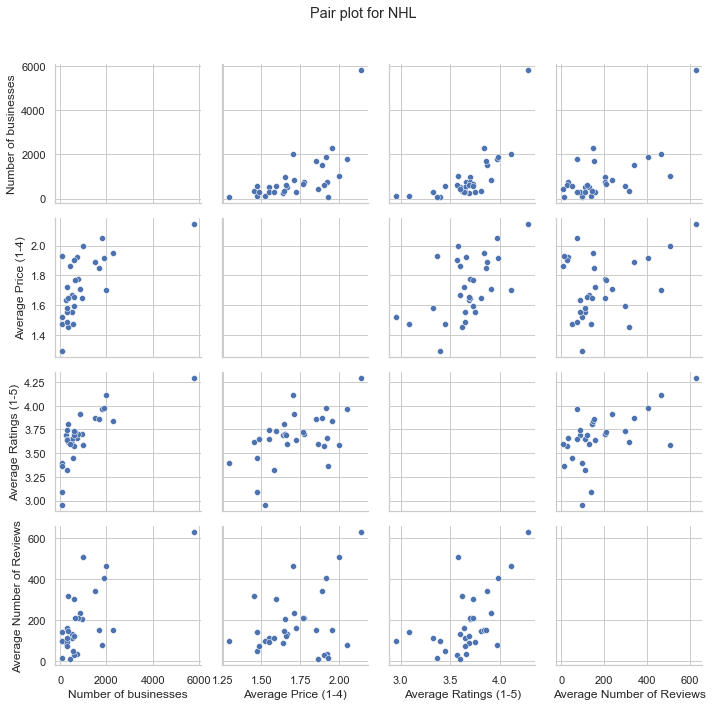 Pair plot for NHL
Number of businesses
6000
4000
2000
0
Average Price (1-4)
2.0
1.8
1.6
1.4
Average Ratings (1-5)
4.25
4.00
3.75
3.50
3.25
3.00
Average Number of Reviews
600
400
200
0
0 2000 4000 6000
1.25 1.50 1.75 2.00
3.0 3.5 4.0
0 200 400 600
Number of businesses
Average Price (1-4)
Average Ratings (1-5)
Average Number of Reviews